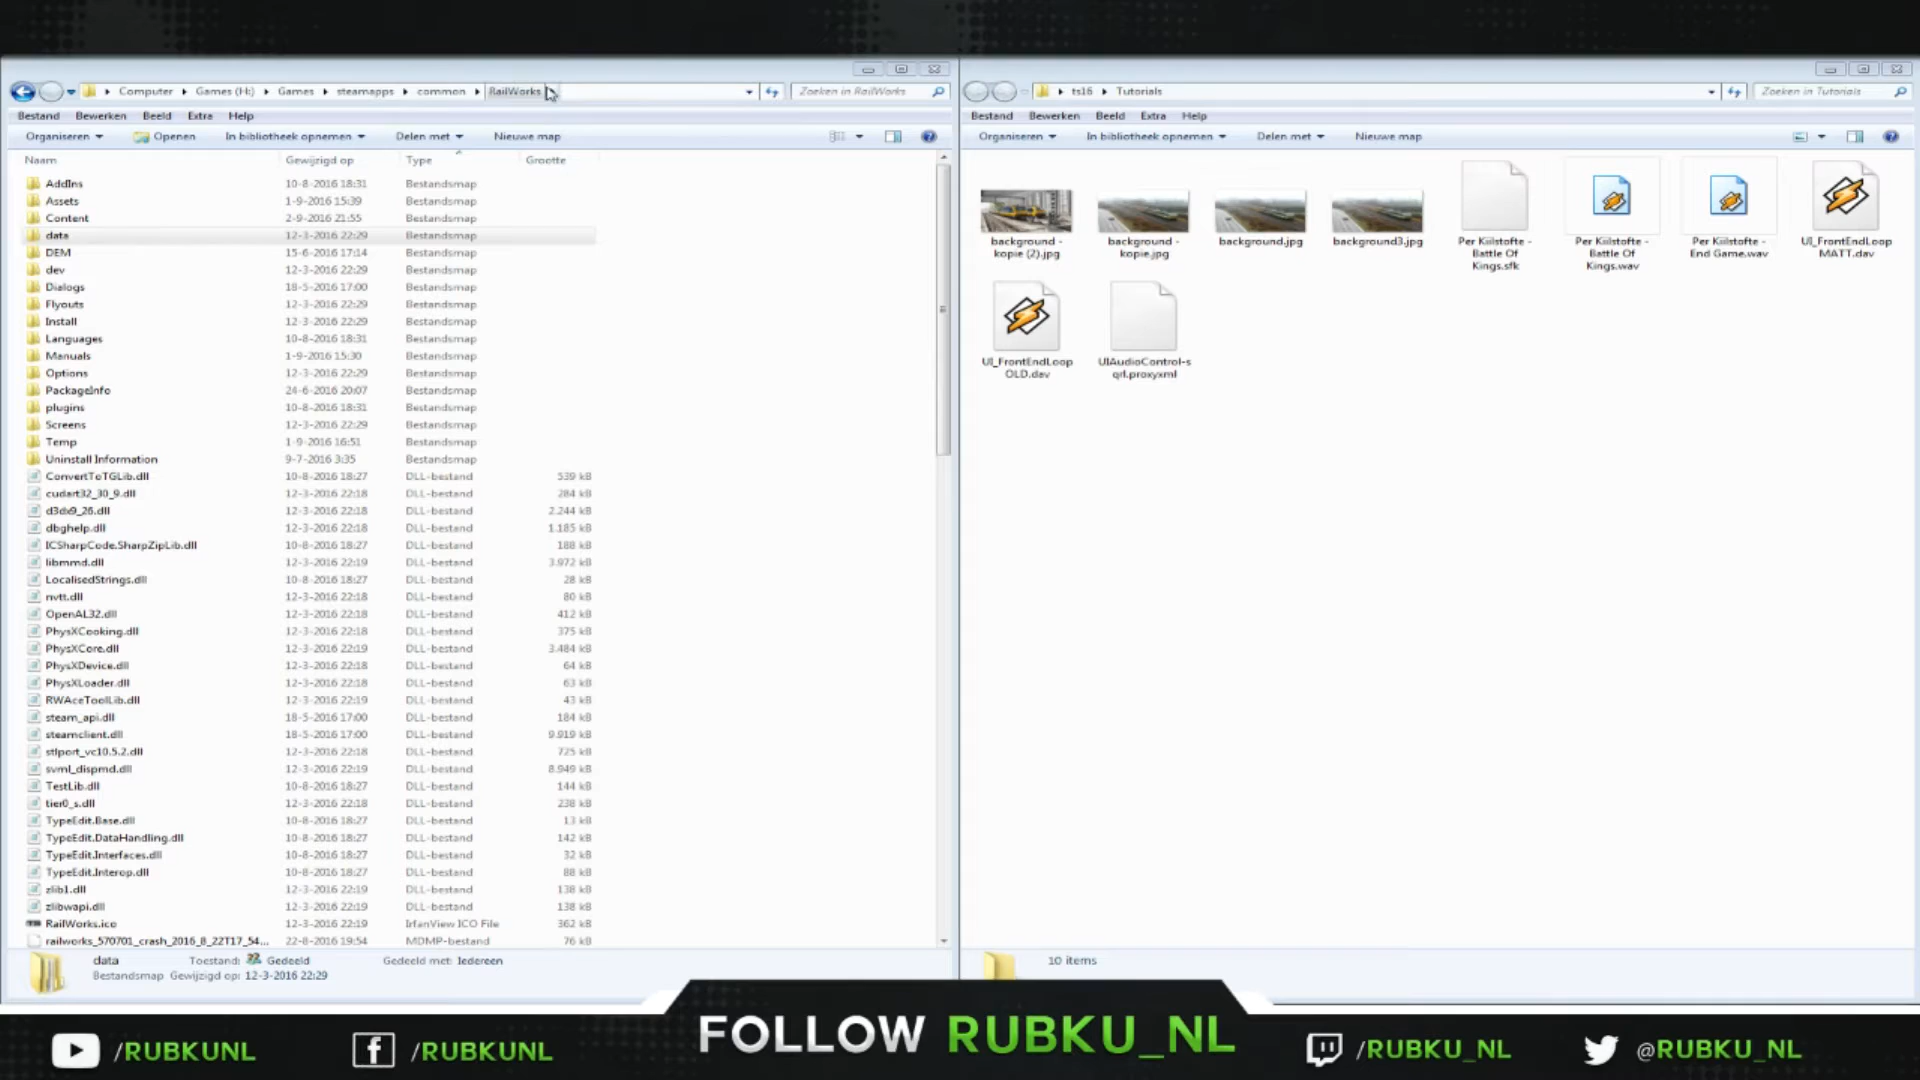 Computer Games (H:) Games steamapps common RailWorks
Zoeken in RailWorks
Bestand Bewerken Beeld Extra Help
Organiseren Openen In bibliotheek opnemen Delen met Nieuwe map
Naam Gewijzigd op Type Grootte
AddIns 10-8-2016 18:31 Bestandsmap
Assets 1-9-2016 15:39 Bestandsmap
Content 2-9-2016 21:55 Bestandsmap
data 12-3-2016 22:29 Bestandsmap
DEM 15-6-2016 17:14 Bestandsmap
dev 12-3-2016 22:29 Bestandsmap
Dialogs 18-5-2016 17:00 Bestandsmap
Flyouts 12-3-2016 22:29 Bestandsmap
Install 12-3-2016 22:29 Bestandsmap
Languages 10-8-2016 18:31 Bestandsmap
Manuals 1-9-2016 15:30 Bestandsmap
Options 12-3-2016 22:29 Bestandsmap
PackageInfo 24-6-2016 20:07 Bestandsmap
plugins 10-8-2016 18:31 Bestandsmap
Screens 12-3-2016 22:29 Bestandsmap
Temp 1-9-2016 16:51 Bestandsmap
Uninstall Information 9-7-2016 3:35 Bestandsmap
ConvertToTGLib.dll 10-8-2016 18:27 DLL-bestand 539 kB
cudart32_30_9.dll 12-3-2016 22:18 DLL-bestand 284 kB
d3dx9_26.dll 12-3-2016 22:18 DLL-bestand 2.244 kB
dbghelp.dll 12-3-2016 22:18 DLL-bestand 1.185 kB
ICSharpCode.SharpZipLib.dll 10-8-2016 18:27 DLL-bestand 188 kB
libmmd.dll 12-3-2016 22:19 DLL-bestand 3.972 kB
LocalisedStrings.dll 10-8-2016 18:27 DLL-bestand 28 kB
nvtt.dll 12-3-2016 22:18 DLL-bestand 80 kB
OpenAL32.dll 12-3-2016 22:18 DLL-bestand 412 kB
PhysXCooking.dll 12-3-2016 22:18 DLL-bestand 375 kB
PhysXCore.dll 12-3-2016 22:19 DLL-bestand 3.484 kB
PhysXDevice.dll 12-3-2016 22:18 DLL-bestand 64 kB
PhysXLoader.dll 12-3-2016 22:18 DLL-bestand 63 kB
RWAceToolLib.dll 12-3-2016 22:19 DLL-bestand 43 kB
steam_api.dll 18-5-2016 17:00 DLL-bestand 184 kB
steamclient.dll 18-5-2016 17:00 DLL-bestand 9.919 kB
stlport_vc10.5.2.dll 12-3-2016 22:18 DLL-bestand 725 kB
svml_dispmd.dll 12-3-2016 22:19 DLL-bestand 8.949 kB
TestLib.dll 10-8-2016 18:27 DLL-bestand 144 kB
tier0_s.dll 12-3-2016 22:18 DLL-bestand 238 kB
TypeEdit.Base.dll 10-8-2016 18:27 DLL-bestand 13 kB
TypeEdit.DataHandling.dll 10-8-2016 18:27 DLL-bestand 142 kB
TypeEdit.Interfaces.dll 10-8-2016 18:27 DLL-bestand 32 kB
TypeEdit.Interop.dll 10-8-2016 18:27 DLL-bestand 88 kB
zlib1.dll 12-3-2016 22:19 DLL-bestand 138 kB
zlibwapi.dll 12-3-2016 22:19 DLL-bestand 138 kB
RailWorks.ico 12-3-2016 22:19 IrfanView ICO File 362 kB
railworks_570701_crash_2016_8_22T17_54... 22-8-2016 19:54 MDMP-bestand 76 kB
data Toestand: Gedeeld Gedeeld met: Iedereen
Bestandsmap Gewijzigd op: 12-3-2016 22:29
ts16 Tutorials
Zoeken in Tutorials
Bestand Bewerken Beeld Extra Help
Organiseren In bibliotheek opnemen Delen met Nieuwe map
background -
kopie (2).jpg
background -
kopie.jpg
background.jpg
background3.jpg
Per Kiilstofte -
Battle Of
Kings.sfk
Per Kiilstofte -
Battle Of
Kings.wav
Per Kiilstofte -
End Game.wav
UI_FrontEndLoop
MATT.dav
UI_FrontEndLoop
OLD.dav
UIAudioControl-s
qrl.proxyxml
10 items
FOLLOW RUBKU_NL
/RUBKUNL
/RUBKUNL
/RUBKU_NL
@RUBKU_NL